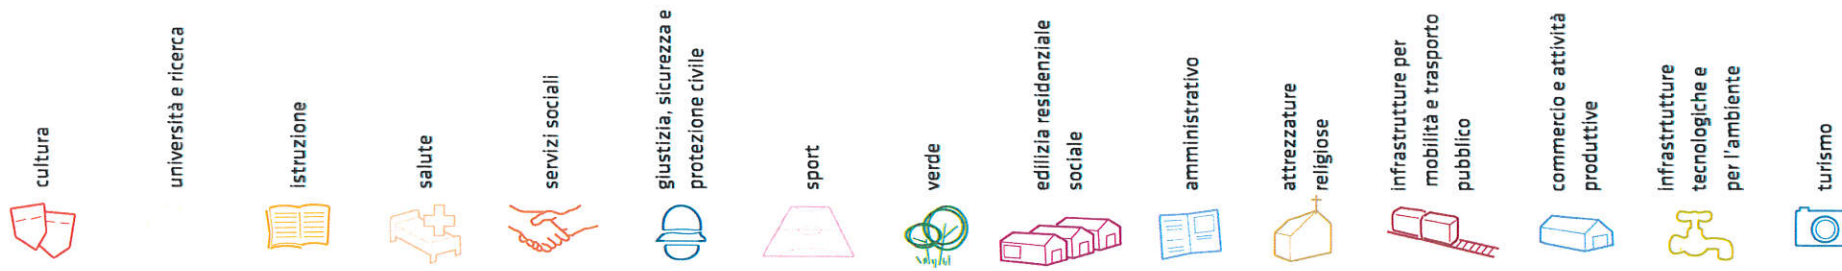 cultura
università e ricerca
istruzione
salute
servizi sociali
giustizia, sicurezza e
protezione civile
sport
verde
edilizia residenziale
sociale
amministrativo
attrezzature
religiose
infrastrutture per
mobilità e trasporto
pubblico
commercio e attività
produttive
infrastrtutture
tecnologiche e
per l'ambiente
turismo